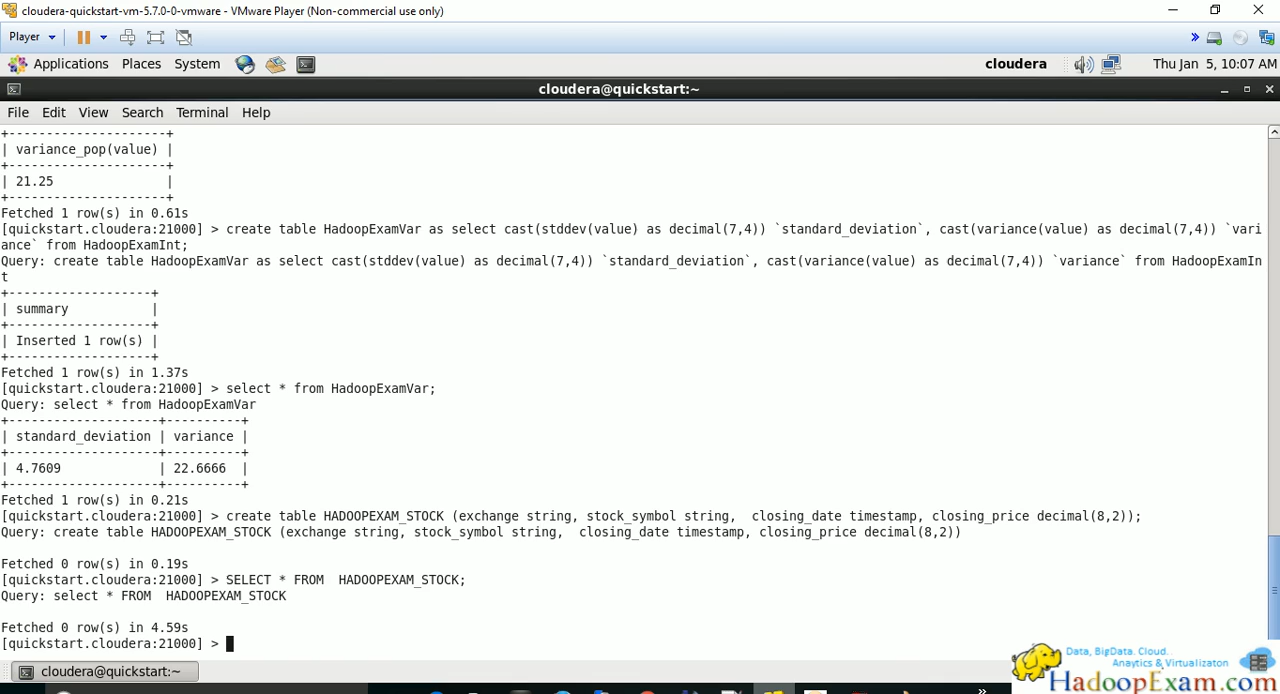 cloudera-quickstart-vm-5.7.0-0-vmware - VMware Player (Non-commercial use only)
Player
Applications Places System cloudera Thu Jan 5, 10:07 AM
cloudera@quickstart:~
File Edit View Search Terminal Help
+---------------------+
| variance_pop(value) |
+---------------------+
| 21.25               |
+---------------------+
Fetched 1 row(s) in 0.61s
[quickstart.cloudera:21000] > create table HadoopExamVar as select cast(stddev(value) as decimal(7,4)) `standard_deviation`, cast(variance(value) as decimal(7,4)) `vari
ance` from HadoopExamInt;
Query: create table HadoopExamVar as select cast(stddev(value) as decimal(7,4)) `standard_deviation`, cast(variance(value) as decimal(7,4)) `variance` from HadoopExamIn
t
+-------------------+
| summary           |
+-------------------+
| Inserted 1 row(s) |
+-------------------+
Fetched 1 row(s) in 1.37s
[quickstart.cloudera:21000] > select * from HadoopExamVar;
Query: select * from HadoopExamVar
+--------------------+----------+
| standard_deviation | variance |
+--------------------+----------+
| 4.7609             | 22.6666  |
+--------------------+----------+
Fetched 1 row(s) in 0.21s
[quickstart.cloudera:21000] > create table HADOOPEXAM_STOCK (exchange string, stock_symbol string,  closing_date timestamp, closing_price decimal(8,2));
Query: create table HADOOPEXAM_STOCK (exchange string, stock_symbol string,  closing_date timestamp, closing_price decimal(8,2))
Fetched 0 row(s) in 0.19s
[quickstart.cloudera:21000] > SELECT * FROM  HADOOPEXAM_STOCK;
Query: select * FROM  HADOOPEXAM_STOCK
Fetched 0 row(s) in 4.59s
[quickstart.cloudera:21000] >
cloudera@quickstart:~
Data, BigData. Cloud..
Anaytics & Virtualizaton
HadoopExam.com